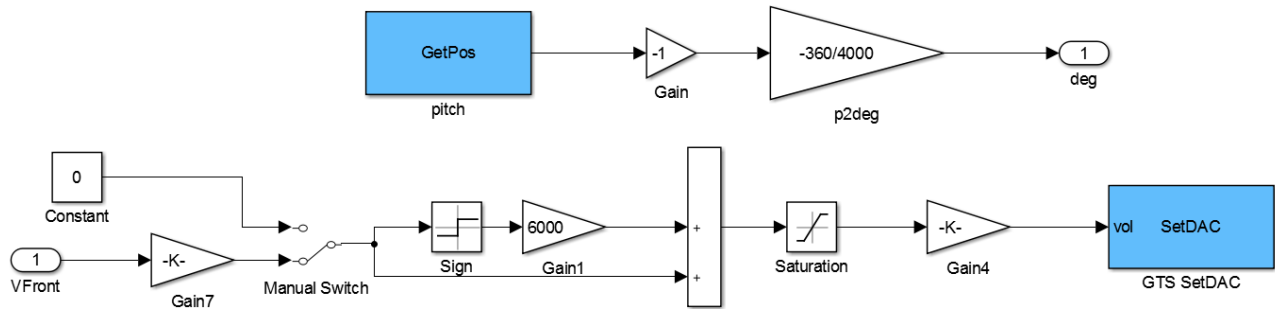 GetPos
pitch
-1
Gain
-360/4000
p2deg
1
deg
0
Constant
1
VFront
-K-
Gain7
Manual Switch
Sign
6000
Gain1
+
+
Saturation
-K-
Gain4
vol SetDAC
GTS SetDAC